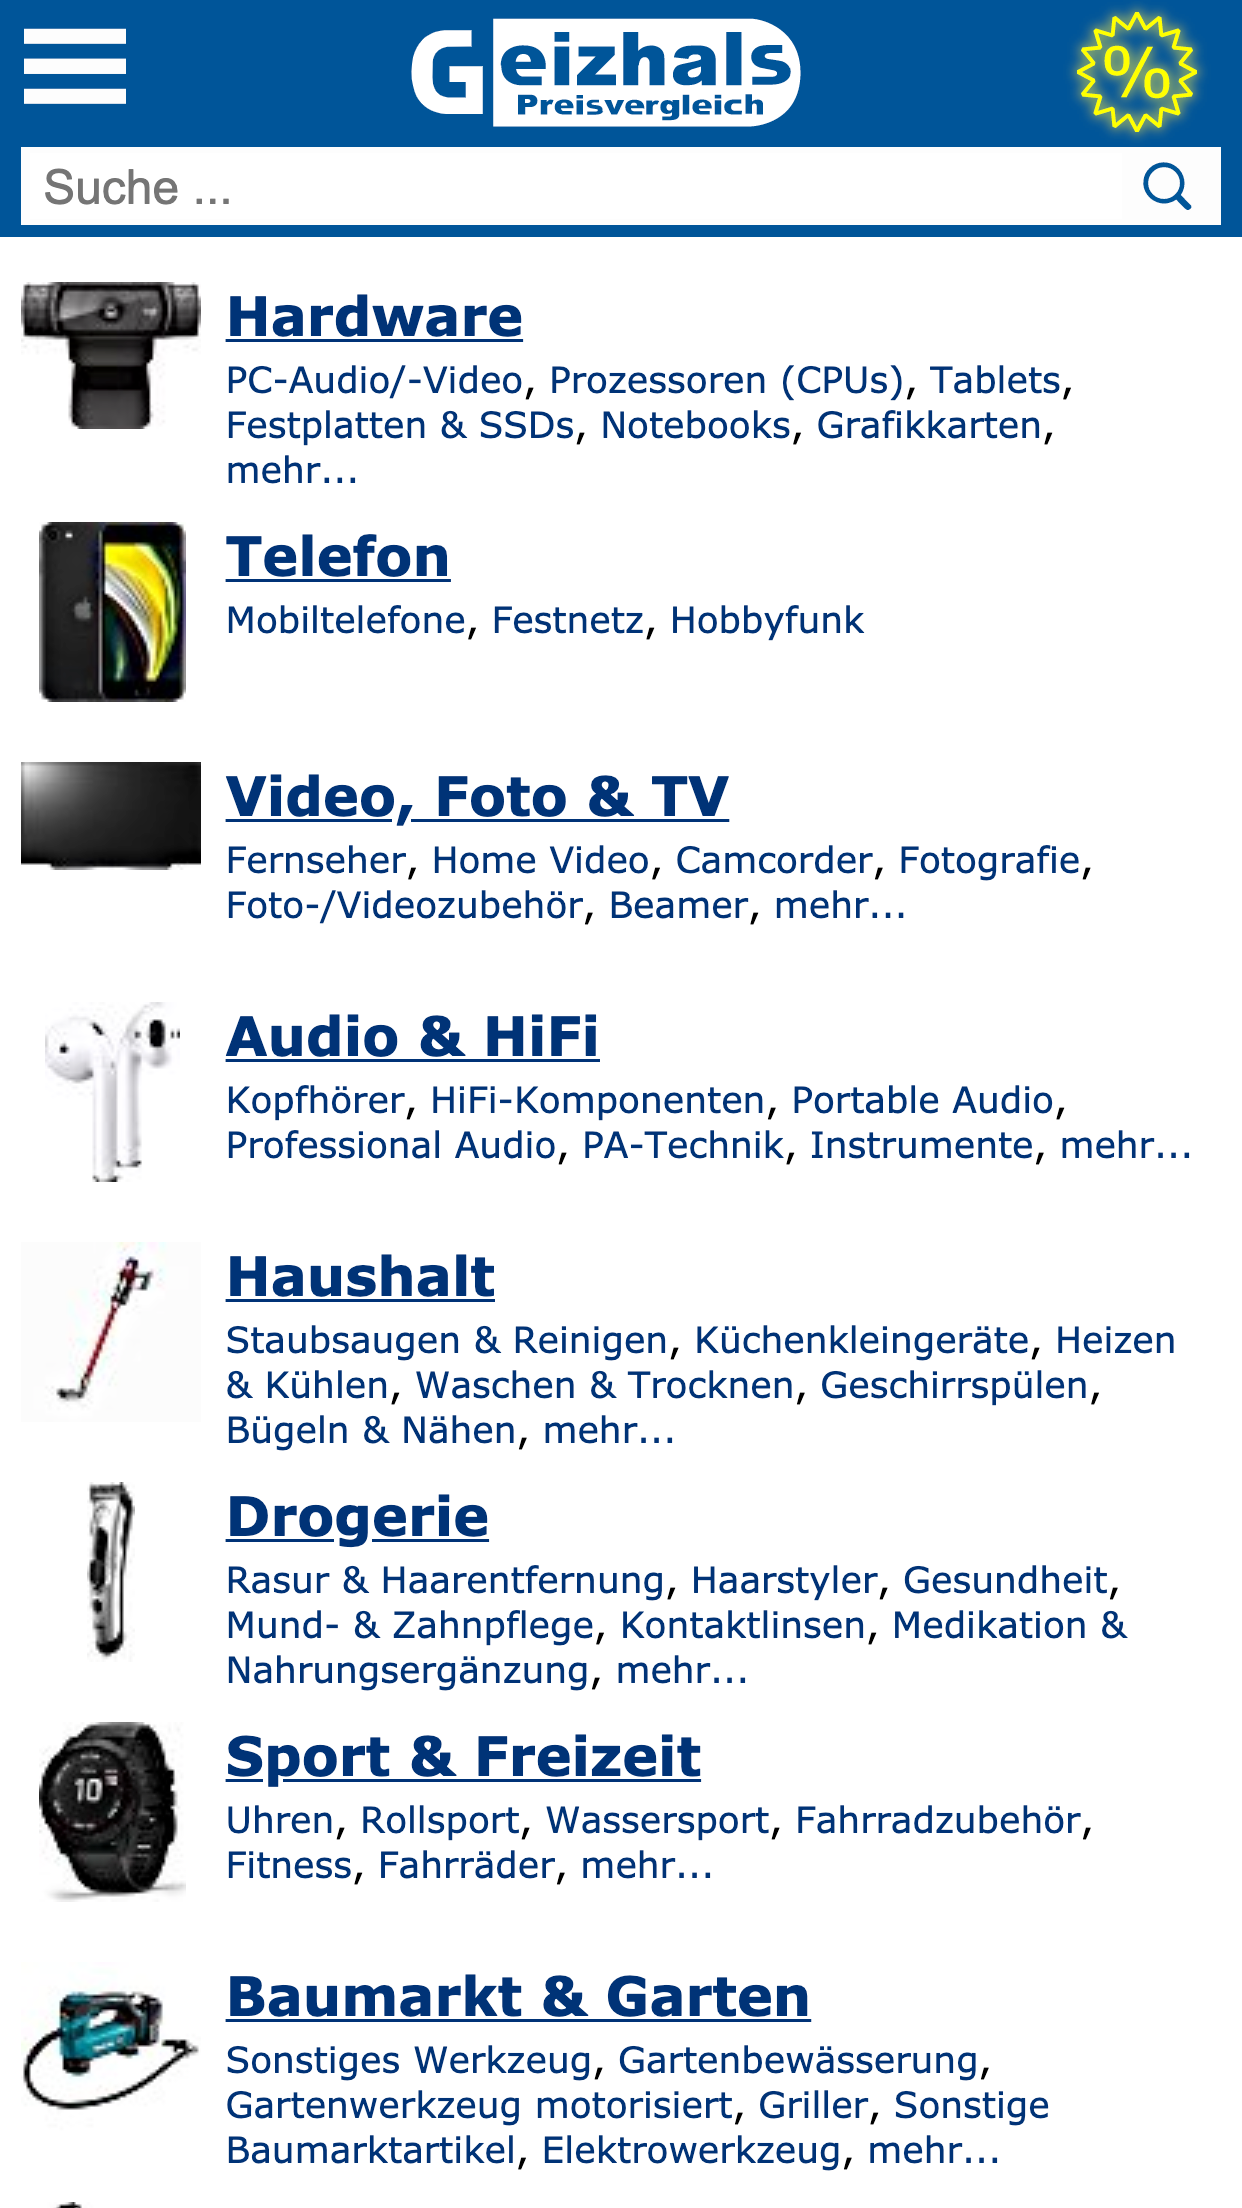 Geizhals
Preisvergleich
%
Suche ...
Hardware
PC-Audio/-Video, Prozessoren (CPUs), Tablets,
Festplatten & SSDs, Notebooks, Grafikkarten,
mehr...
Telefon
Mobiltelefone, Festnetz, Hobbyfunk
Video, Foto & TV
Fernseher, Home Video, Camcorder, Fotografie,
Foto-/Videozubehör, Beamer, mehr...
Audio & HiFi
Kopfhörer, HiFi-Komponenten, Portable Audio,
Professional Audio, PA-Technik, Instrumente, mehr...
Haushalt
Staubsaugen & Reinigen, Küchenkleingeräte, Heizen
& Kühlen, Waschen & Trocknen, Geschirrspülen,
Bügeln & Nähen, mehr...
Drogerie
Rasur & Haarentfernung, Haarstyler, Gesundheit,
Mund- & Zahnpflege, Kontaktlinsen, Medikation &
Nahrungsergänzung, mehr...
Sport & Freizeit
10
Uhren, Rollsport, Wassersport, Fahrradzubehör,
Fitness, Fahrräder, mehr...
Baumarkt & Garten
Sonstiges Werkzeug, Gartenbewässerung,
Gartenwerkzeug motorisiert, Griller, Sonstige
Baumarktartikel, Elektrowerkzeug, mehr...